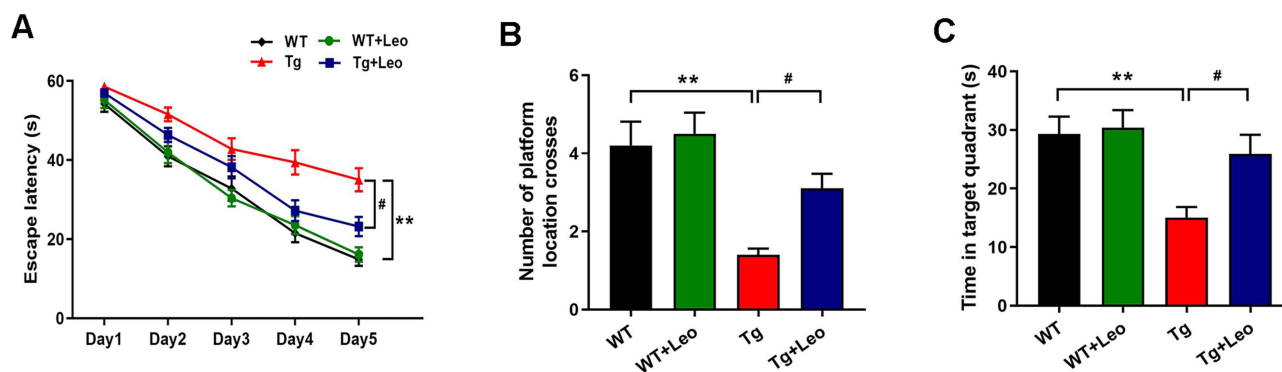 A
WT
WT+Leo
Tg
Tg+Leo
Escape latency (s)
60
40
20
0
#
**
Day1 Day2 Day3 Day4 Day5
B
Number of platform
location crosses
6
4
2
0
**
#
WT
WT+Leo
Tg
Tg+Leo
C
Time in target quadrant (s)
40
30
20
10
0
**
#
WT
WT+Leo
Tg
Tg+Leo